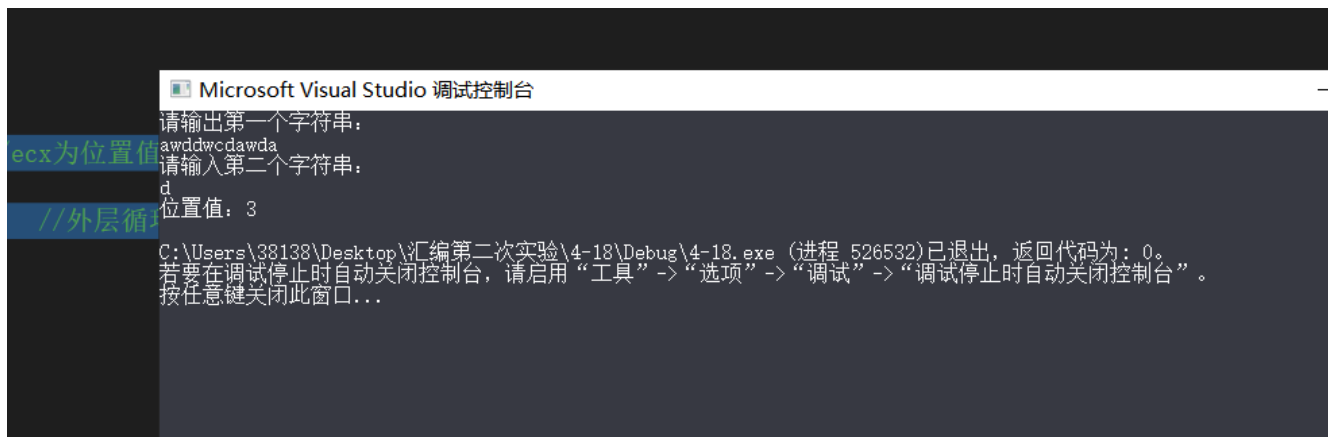 Microsoft Visual Studio 调试控制台
请输出第一个字符串：
awddwcdawda
ecx为位置值
请输入第二个字符串：
d
//外层循
位置值：3
C:\Users\38138\Desktop\汇编第二次实验\4-18\Debug\4-18.exe (进程 526532)已退出，返回代码为: 0。
若要在调试停止时自动关闭控制台，请启用“工具”->“选项”->“调试”->“调试停止时自动关闭控制台”。
按任意键关闭此窗口...